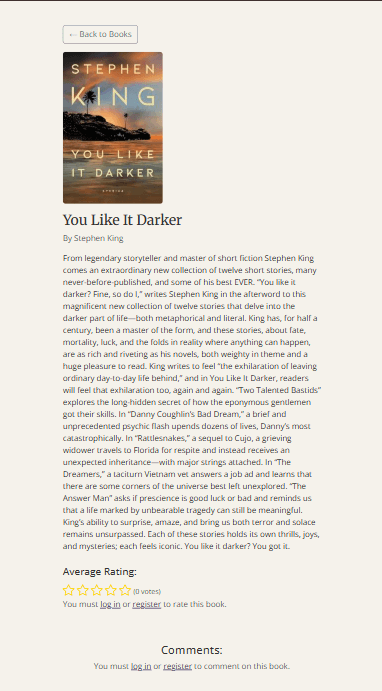 ← Back to Books
STEPHEN
KING
YOU LIKE
IT DARKER
STORIES
You Like It Darker
By Stephen King
From legendary storyteller and master of short fiction Stephen King
comes an extraordinary new collection of twelve short stories, many
never-before-published, and some of his best EVER. “You like it
darker? Fine, so do I,” writes Stephen King in the afterword to this
magnificent new collection of twelve stories that delve into the
darker part of life—both metaphorical and literal. King has, for half a
century, been a master of the form, and these stories, about fate,
mortality, luck, and the folds in reality where anything can happen,
are as rich and riveting as his novels, both weighty in theme and a
huge pleasure to read. King writes to feel “the exhilaration of leaving
ordinary day-to-day life behind,” and in You Like It Darker, readers
will feel that exhilaration too, again and again. “Two Talented Bastids”
explores the long-hidden secret of how the eponymous gentlemen
got their skills. In “Danny Coughlin’s Bad Dream,” a brief and
unprecedented psychic flash upends dozens of lives, Danny’s most
catastrophically. In “Rattlesnakes,” a sequel to Cujo, a grieving
widower travels to Florida for respite and instead receives an
unexpected inheritance—with major strings attached. In “The
Dreamers,” a taciturn Vietnam vet answers a job ad and learns that
there are some corners of the universe best left unexplored. “The
Answer Man” asks if prescience is good luck or bad and reminds us
that a life marked by unbearable tragedy can still be meaningful.
King’s ability to surprise, amaze, and bring us both terror and solace
remains unsurpassed. Each of these stories holds its own thrills, joys,
and mysteries; each feels iconic. You like it darker? You got it.
Average Rating:
(0 votes)
You must log in or register to rate this book.
Comments:
You must log in or register to comment on this book.